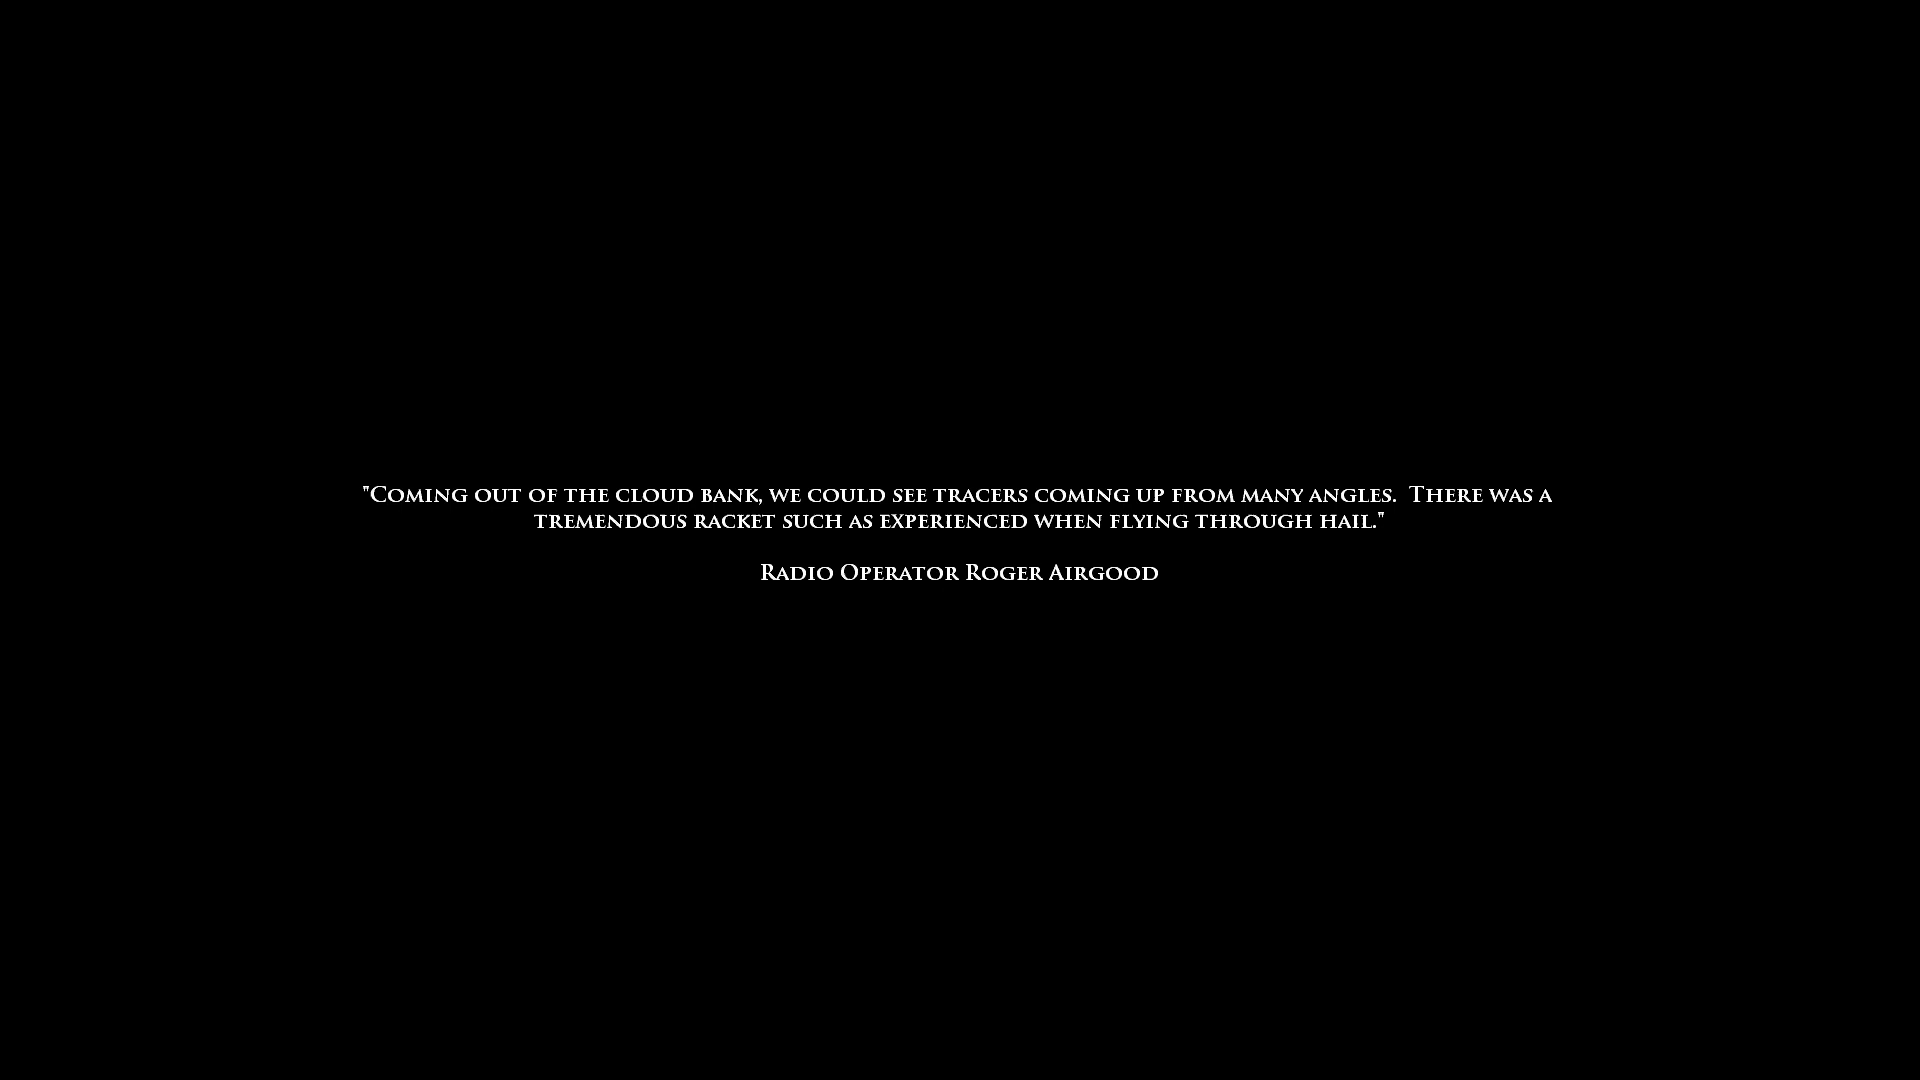 "Coming out of the cloud bank, we could see tracers coming up from many angles.  There was a
tremendous racket such as experienced when flying through hail."
Radio Operator Roger Airgood